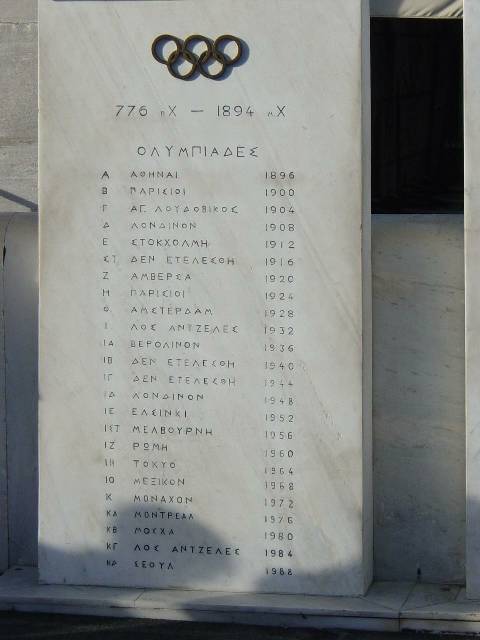 776 πΧ — 1894 μΧ
ΟΛΥΜΠΙΑΔΕΣ
Α ΑΘΗΝΑΙ 1896
Β ΠΑΡΙΣΙΟΙ 1900
Γ ΑΓ. ΛΟΥΔΟΒΙΚΟΣ 1904
Δ ΛΟΝΔΙΝΟΝ 1908
Ε ΣΤΟΚΧΟΛΜΗ 1912
ΣΤ ΔΕΝ ΕΤΕΛΕΣΘΗ 1916
Ζ ΑΜΒΕΡΣΑ 1920
Η ΠΑΡΙΣΙΟΙ 1924
Θ ΑΜΣΤΕΡΔΑΜ 1928
Ι ΛΟΣ ΑΝΤΖΕΛΕΣ 1932
ΙΑ ΒΕΡΟΛΙΝΟΝ 1936
ΙΒ ΔΕΝ ΕΤΕΛΕΣΘΗ 1940
ΙΓ ΔΕΝ ΕΤΕΛΕΣΘΗ 1944
ΙΔ ΛΟΝΔΙΝΟΝ 1948
ΙΕ ΕΛΣΙΝΚΙ 1952
ΙΣΤ ΜΕΛΒΟΥΡΝΗ 1956
ΙΖ ΡΩΜΗ 1960
ΙΗ ΤΟΚΥΟ 1964
ΙΘ ΜΕΞΙΚΟΝ 1968
Κ ΜΟΝΑΧΟΝ 1972
ΚΑ ΜΟΝΤΡΕΑΛ 1976
ΚΒ ΜΟΣΧΑ 1980
ΚΓ ΛΟΣ ΑΝΤΖΕΛΕΣ 1984
ΚΔ ΣΕΟΥΛ 1988